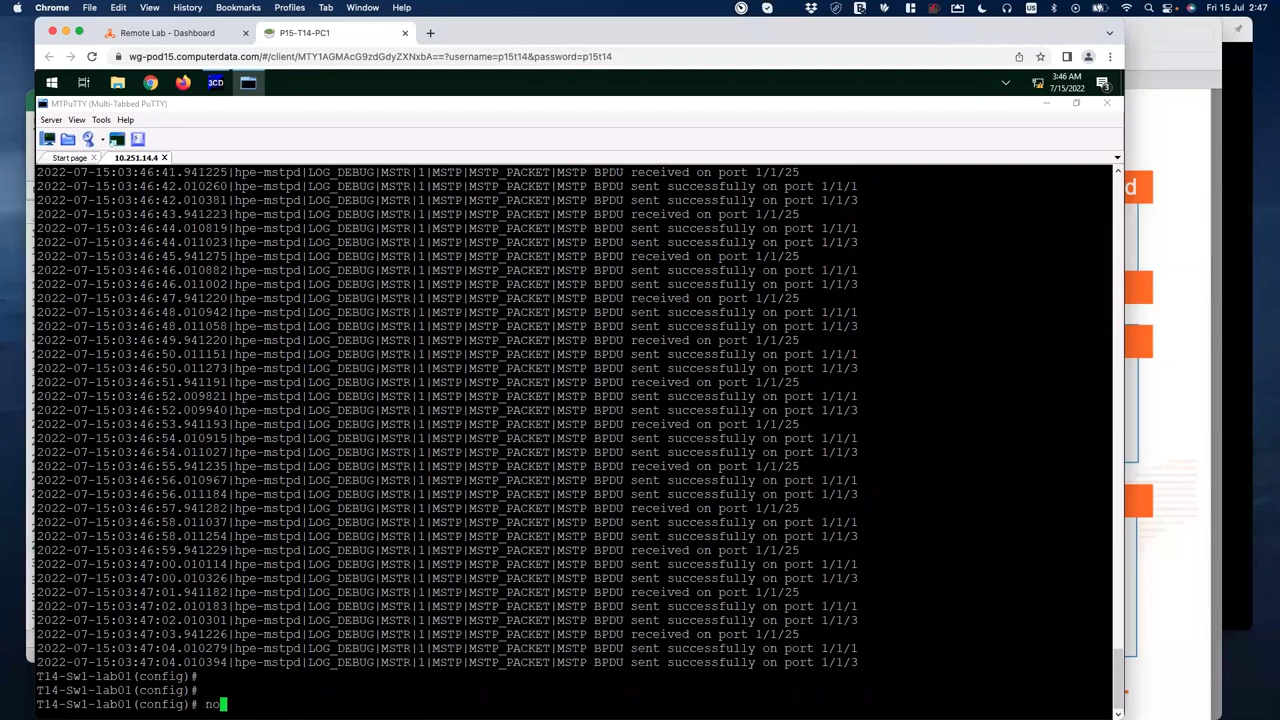 Chrome File Edit View History Bookmarks Profiles Tab Window Help Fri 15 Jul 2:47
Remote Lab - Dashboard P15-T14-PC1
wg-pod15.computerdata.com/#/client/MTY1AGMAcG9zdGdyZXNxbA==?username=p15t14&password=p15t14
3CD
3:46 AM
7/15/2022
3
MTPuTTY (Multi-Tabbed PuTTY)
Server View Tools Help
Start page 10.251.14.4
2022-07-15:03:46:41.941225|hpe-mstpd|LOG_DEBUG|MSTR|1|MSTP|MSTP_PACKET|MSTP BPDU received on port 1/1/25
2022-07-15:03:46:42.010260|hpe-mstpd|LOG_DEBUG|MSTR|1|MSTP|MSTP_PACKET|MSTP BPDU sent successfully on port 1/1/1
2022-07-15:03:46:42.010381|hpe-mstpd|LOG_DEBUG|MSTR|1|MSTP|MSTP_PACKET|MSTP BPDU sent successfully on port 1/1/3
2022-07-15:03:46:43.941223|hpe-mstpd|LOG_DEBUG|MSTR|1|MSTP|MSTP_PACKET|MSTP BPDU received on port 1/1/25
2022-07-15:03:46:44.010819|hpe-mstpd|LOG_DEBUG|MSTR|1|MSTP|MSTP_PACKET|MSTP BPDU sent successfully on port 1/1/1
2022-07-15:03:46:44.011023|hpe-mstpd|LOG_DEBUG|MSTR|1|MSTP|MSTP_PACKET|MSTP BPDU sent successfully on port 1/1/3
2022-07-15:03:46:45.941275|hpe-mstpd|LOG_DEBUG|MSTR|1|MSTP|MSTP_PACKET|MSTP BPDU received on port 1/1/25
2022-07-15:03:46:46.010882|hpe-mstpd|LOG_DEBUG|MSTR|1|MSTP|MSTP_PACKET|MSTP BPDU sent successfully on port 1/1/1
2022-07-15:03:46:46.011002|hpe-mstpd|LOG_DEBUG|MSTR|1|MSTP|MSTP_PACKET|MSTP BPDU sent successfully on port 1/1/3
2022-07-15:03:46:47.941220|hpe-mstpd|LOG_DEBUG|MSTR|1|MSTP|MSTP_PACKET|MSTP BPDU received on port 1/1/25
2022-07-15:03:46:48.010942|hpe-mstpd|LOG_DEBUG|MSTR|1|MSTP|MSTP_PACKET|MSTP BPDU sent successfully on port 1/1/1
2022-07-15:03:46:48.011058|hpe-mstpd|LOG_DEBUG|MSTR|1|MSTP|MSTP_PACKET|MSTP BPDU sent successfully on port 1/1/3
2022-07-15:03:46:49.941220|hpe-mstpd|LOG_DEBUG|MSTR|1|MSTP|MSTP_PACKET|MSTP BPDU received on port 1/1/25
2022-07-15:03:46:50.011151|hpe-mstpd|LOG_DEBUG|MSTR|1|MSTP|MSTP_PACKET|MSTP BPDU sent successfully on port 1/1/1
2022-07-15:03:46:50.011273|hpe-mstpd|LOG_DEBUG|MSTR|1|MSTP|MSTP_PACKET|MSTP BPDU sent successfully on port 1/1/3
2022-07-15:03:46:51.941191|hpe-mstpd|LOG_DEBUG|MSTR|1|MSTP|MSTP_PACKET|MSTP BPDU received on port 1/1/25
2022-07-15:03:46:52.009821|hpe-mstpd|LOG_DEBUG|MSTR|1|MSTP|MSTP_PACKET|MSTP BPDU sent successfully on port 1/1/1
2022-07-15:03:46:52.009940|hpe-mstpd|LOG_DEBUG|MSTR|1|MSTP|MSTP_PACKET|MSTP BPDU sent successfully on port 1/1/3
2022-07-15:03:46:53.941193|hpe-mstpd|LOG_DEBUG|MSTR|1|MSTP|MSTP_PACKET|MSTP BPDU received on port 1/1/25
2022-07-15:03:46:54.010915|hpe-mstpd|LOG_DEBUG|MSTR|1|MSTP|MSTP_PACKET|MSTP BPDU sent successfully on port 1/1/1
2022-07-15:03:46:54.011027|hpe-mstpd|LOG_DEBUG|MSTR|1|MSTP|MSTP_PACKET|MSTP BPDU sent successfully on port 1/1/3
2022-07-15:03:46:55.941235|hpe-mstpd|LOG_DEBUG|MSTR|1|MSTP|MSTP_PACKET|MSTP BPDU received on port 1/1/25
2022-07-15:03:46:56.010967|hpe-mstpd|LOG_DEBUG|MSTR|1|MSTP|MSTP_PACKET|MSTP BPDU sent successfully on port 1/1/1
2022-07-15:03:46:56.011184|hpe-mstpd|LOG_DEBUG|MSTR|1|MSTP|MSTP_PACKET|MSTP BPDU sent successfully on port 1/1/3
2022-07-15:03:46:57.941282|hpe-mstpd|LOG_DEBUG|MSTR|1|MSTP|MSTP_PACKET|MSTP BPDU received on port 1/1/25
2022-07-15:03:46:58.011037|hpe-mstpd|LOG_DEBUG|MSTR|1|MSTP|MSTP_PACKET|MSTP BPDU sent successfully on port 1/1/1
2022-07-15:03:46:58.011254|hpe-mstpd|LOG_DEBUG|MSTR|1|MSTP|MSTP_PACKET|MSTP BPDU sent successfully on port 1/1/3
2022-07-15:03:46:59.941229|hpe-mstpd|LOG_DEBUG|MSTR|1|MSTP|MSTP_PACKET|MSTP BPDU received on port 1/1/25
2022-07-15:03:47:00.010114|hpe-mstpd|LOG_DEBUG|MSTR|1|MSTP|MSTP_PACKET|MSTP BPDU sent successfully on port 1/1/1
2022-07-15:03:47:00.010326|hpe-mstpd|LOG_DEBUG|MSTR|1|MSTP|MSTP_PACKET|MSTP BPDU sent successfully on port 1/1/3
2022-07-15:03:47:01.941182|hpe-mstpd|LOG_DEBUG|MSTR|1|MSTP|MSTP_PACKET|MSTP BPDU received on port 1/1/25
2022-07-15:03:47:02.010183|hpe-mstpd|LOG_DEBUG|MSTR|1|MSTP|MSTP_PACKET|MSTP BPDU sent successfully on port 1/1/1
2022-07-15:03:47:02.010301|hpe-mstpd|LOG_DEBUG|MSTR|1|MSTP|MSTP_PACKET|MSTP BPDU sent successfully on port 1/1/3
2022-07-15:03:47:03.941226|hpe-mstpd|LOG_DEBUG|MSTR|1|MSTP|MSTP_PACKET|MSTP BPDU received on port 1/1/25
2022-07-15:03:47:04.010279|hpe-mstpd|LOG_DEBUG|MSTR|1|MSTP|MSTP_PACKET|MSTP BPDU sent successfully on port 1/1/1
2022-07-15:03:47:04.010394|hpe-mstpd|LOG_DEBUG|MSTR|1|MSTP|MSTP_PACKET|MSTP BPDU sent successfully on port 1/1/3
T14-Sw1-lab01(config)#
T14-Sw1-lab01(config)#
T14-Sw1-lab01(config)# no
d